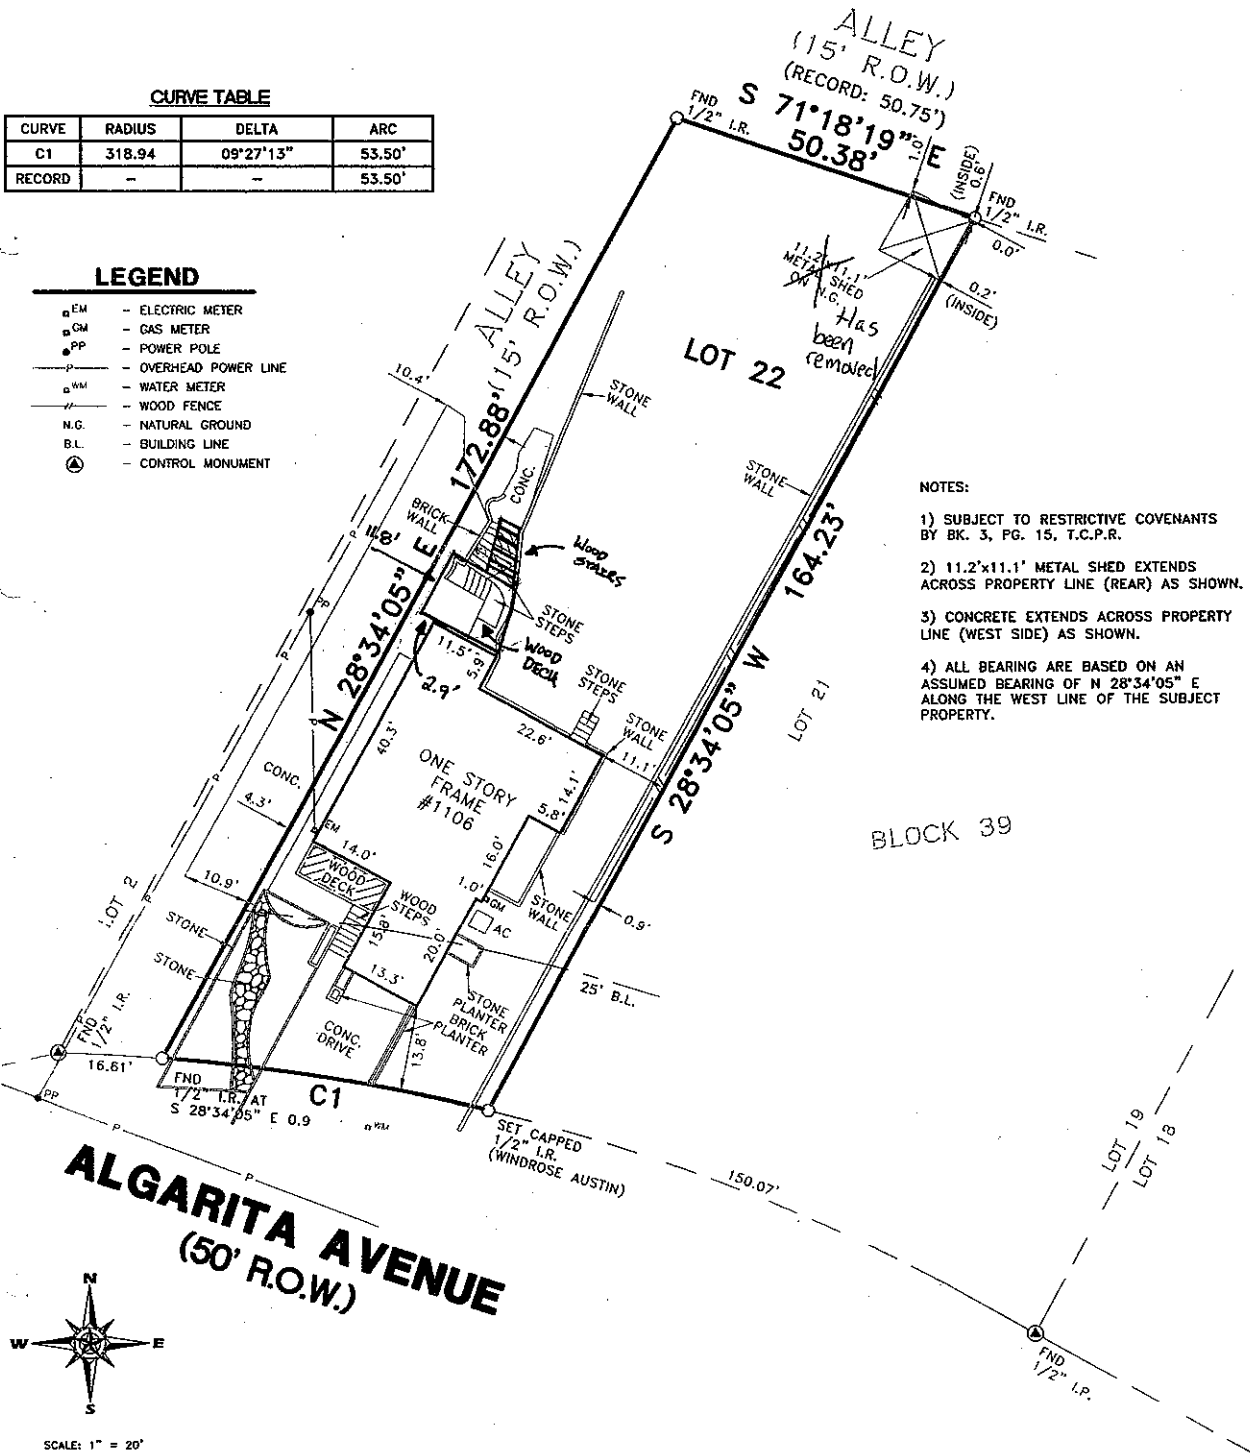 ALLEY
(15' R.O.W.)
(RECORD: 50.75')
S 71°18'19" E
50.38'
FND
1/2" I.R.
1.0'
(INSIDE)
0.6'
FND
1/2" I.R.
0.0'
0.2'
(INSIDE)
CURVE TABLE
CURVE RADIUS DELTA ARC
C1 318.94 09°27'13" 53.50'
RECORD - - 53.50'
LEGEND
EM - ELECTRIC METER
GM - GAS METER
PP - POWER POLE
P - OVERHEAD POWER LINE
WM - WATER METER
// - WOOD FENCE
N.G. - NATURAL GROUND
B.L. - BUILDING LINE
- CONTROL MONUMENT
11.2'x11.1'
METAL SHED
ON N.G.
Has
been
removed
LOT 22
ALLEY
(15' R.O.W.)
10.4'
172.88'
STONE
WALL
CONC.
BRICK
WALL
11.8'
Wood
STAIRS
STONE
WALL
164.23'
N 28°34'05" E
PP
STONE
STEPS
11.5'
5.9'
WOOD
DECK
2.9'
STONE
STEPS
STONE
WALL
22.6'
11.1'
S 28°34'05" W
LOT 21
NOTES:
1) SUBJECT TO RESTRICTIVE COVENANTS
BY BK. 3, PG. 15, T.C.P.R.
2) 11.2'x11.1' METAL SHED EXTENDS
ACROSS PROPERTY LINE (REAR) AS SHOWN.
3) CONCRETE EXTENDS ACROSS PROPERTY
LINE (WEST SIDE) AS SHOWN.
4) ALL BEARING ARE BASED ON AN
ASSUMED BEARING OF N 28°34'05" E
ALONG THE WEST LINE OF THE SUBJECT
PROPERTY.
BLOCK 39
40.3'
ONE STORY
FRAME
#1106
14.1'
5.8'
16.0'
1.0'
CONC.
4.3'
EM
14.0'
WOOD
DECK
WOOD
STEPS
15.8'
20.0'
13.3'
GM
AC
STONE
WALL
0.9'
25' B.L.
10.9'
LOT 2
STONE
STONE
STONE
PLANTER
BRICK
PLANTER
CONC.
DRIVE
13.8'
FND
1/2" I.R.
16.61'
PP
FND
1/2" I.R. AT
S 28°34'05" E 0.9
C1
WM
SET CAPPED
1/2" I.R.
(WINDROSE AUSTIN)
150.07'
LOT 19
LOT 18
FND
1/2" I.P.
ALGARITA AVENUE
(50' R.O.W.)
P
P
P
P
P
P
P
P
P
N
W E
S
SCALE: 1" = 20'